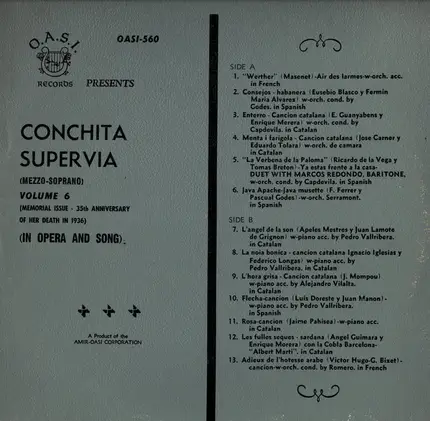 O.A.S.I.
RECORDS
OASI-560
PRESENTS
CONCHITA
SUPERVIA
(MEZZO-SOPRANO)
VOLUME 6
(MEMORIAL ISSUE - 35th ANNIVERSARY
OF HER DEATH IN 1936)
(IN OPERA AND SONG)
A Product of the
AMER-OASI CORPORATION
SIDE A
1. "Werther" (Masenet)-Air des larmes-w-orch. acc.
in French
2. Consejos - habanera (Eusebio Blasco y Fermin
Maria Alvarez) w-orch. cond. by
Godes. in Spanish
3. Enterro - Cancion catalana (E. Guanyabens y
Enrique Morera) w-orch. cond. by
Capdevila. in Catalan
4. Menta i farigola - Cancion catalana (Jose Carner y
Eduardo Tolara) w-orch. de camara
in Catalan
5. "La Verbena de la Paloma" (Ricardo de la Vega y
Tomas Breton)-Ya estas frente a la casa-
DUET WITH MARCOS REDONDO, BARITONE,
w-orch. cond. by Capdevila. in Spanish
6. Java Apache-Java musette (F. Ferrer y
Pascual Godes)-w-orch. Serramont.
in Spanish
SIDE B
7. L'angel de la son (Apoles Mestros y Juan Lamote
de Grignon) w-piano acc. by Pedro Vallribera.
in Catalan
8. La noia bonica - cancion catalana Ignacio Iglesias y
Federico Longas) w-piano acc. by
Pedro Vallribera. in Catalan
9. L'hora grisa - Cancion catalana (J. Mompou)
w-piano acc. by Alejandro Vilalta.
in Catalan
10. Flecha-cancion (Luis Doresto y Juan Manon)-
w-piano acc. by Pedro Vallribera.
in Spanish
11. Rosa-cancion (Jaime Pahissa)-w-piano acc.
in Catalan
12. Les fulles seques - sardana (Angel Guimara y
Enrique Morera) con la Cobla Barcelona-
"Albert Marti". in Catalan
13. Adieux de l'hotesse arabe (Victor Hugo-G. Bizet)-
cancion-w-orch. cond. by Romero. in French